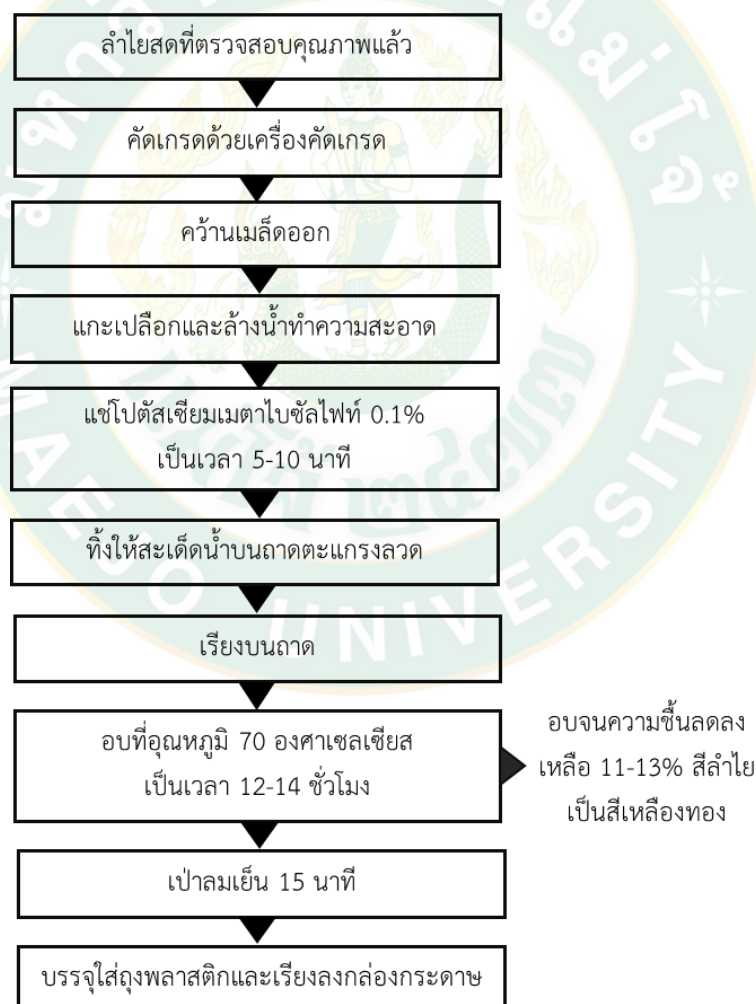 ลำไยสดที่ตรวจสอบคุณภาพแล้ว
คัดเกรดด้วยเครื่องคัดเกรด
คว้านเมล็ดออก
แกะเปลือกและล้างน้ำทำความสะอาด
แช่โปตัสเซียมเมตาไบซัลไฟท์ 0.1%
เป็นเวลา 5-10 นาที
ทิ้งให้สะเด็ดน้ำบนถาดตะแกรงลวด
เรียงบนถาด
อบที่อุณหภูมิ 70 องศาเซลเซียส
เป็นเวลา 12-14 ชั่วโมง
อบจนความชื้นลดลง
เหลือ 11-13% สีลำไย
เป็นสีเหลืองทอง
เป่าลมเย็น 15 นาที
บรรจุใส่ถุงพลาสติกและเรียงลงกล่องกระดาษ
MAEJO UNIVERSITY